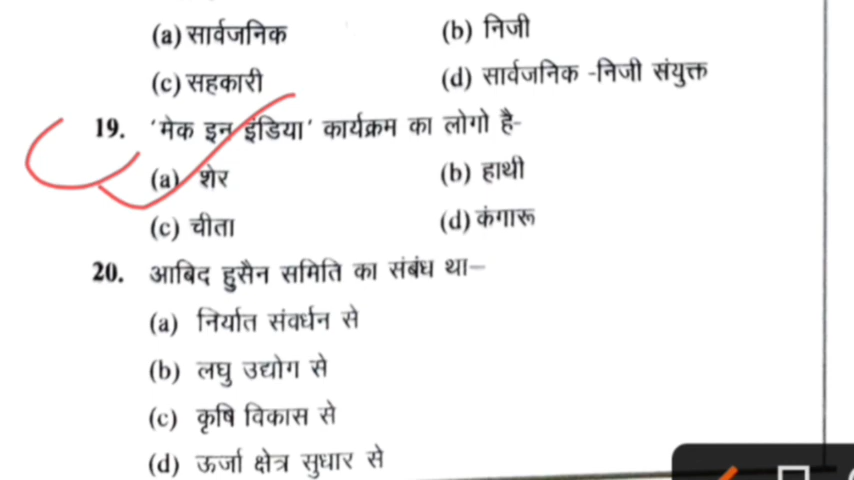 (a) सार्वजनिक (b) निजी
(c) सहकारी (d) सार्वजनिक -निजी संयुक्त
19. 'मेक इन इंडिया' कार्यक्रम का लोगो है-
(a) शेर (b) हाथी
(c) चीता (d) कंगारू
20. आबिद हुसैन समिति का संबंध था–
(a) निर्यात संवर्धन से
(b) लघु उद्योग से
(c) कृषि विकास से
(d) ऊर्जा क्षेत्र सुधार से